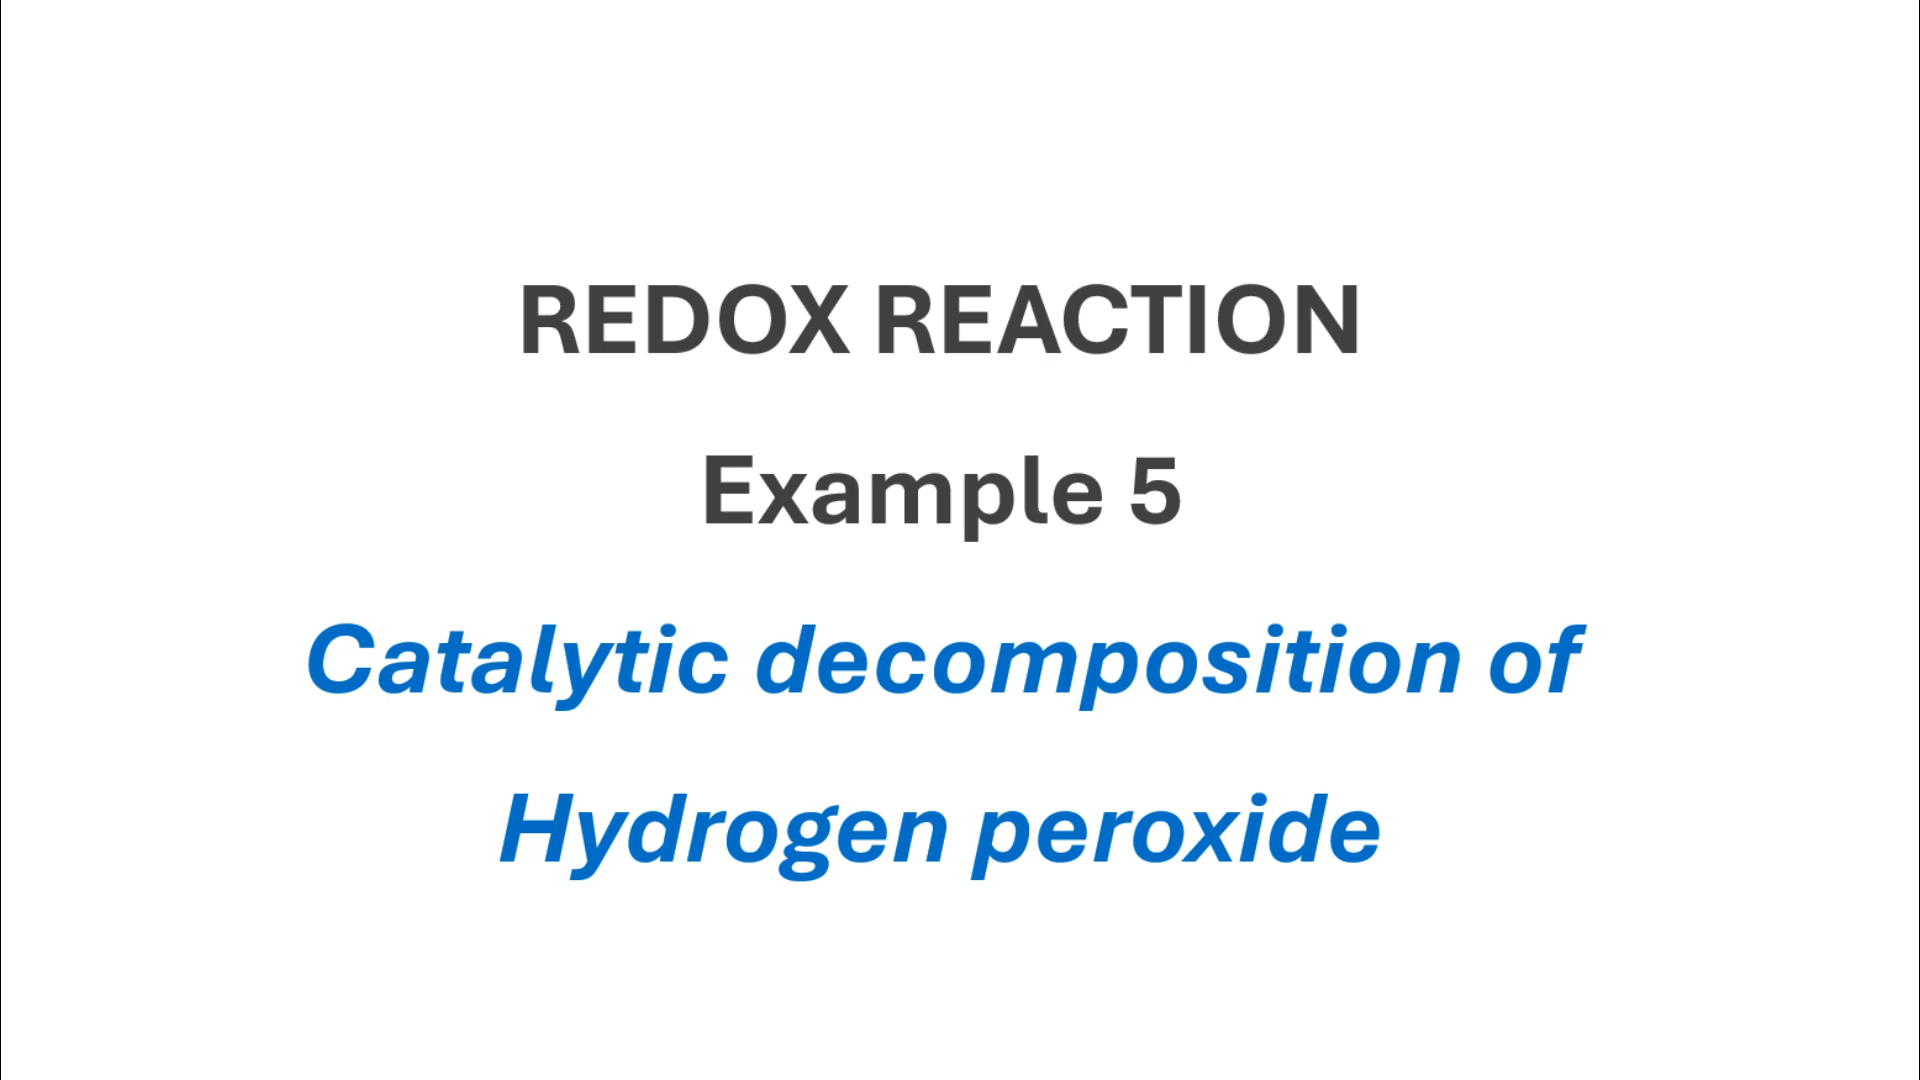 REDOX REACTION
Example 5
Catalytic decomposition of
Hydrogen peroxide